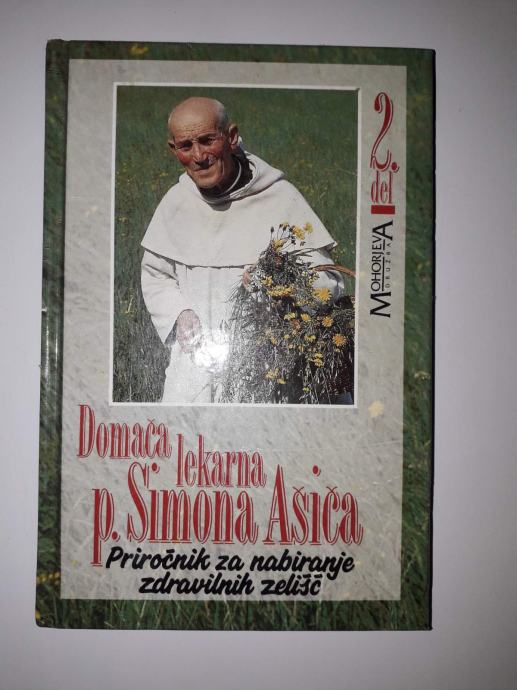 2.
del
MOHORJEVA
DRUŽBA
Domača
lekarna
p. Simona Ašiča
Priročnik za nabiranje
zdravilnih zelišč